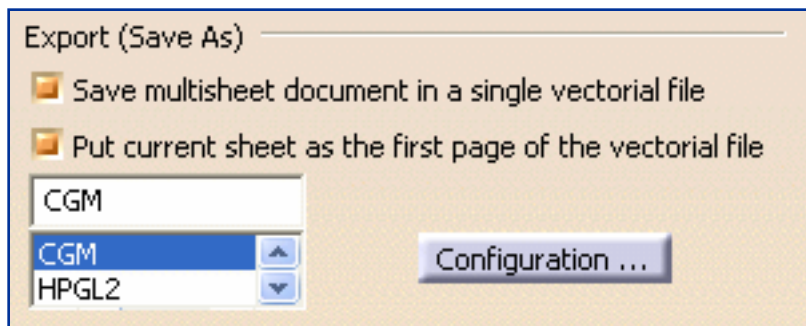 Export (Save As)
Save multisheet document in a single vectorial file
Put current sheet as the first page of the vectorial file
CGM
CGM
Configuration ...
HPGL2